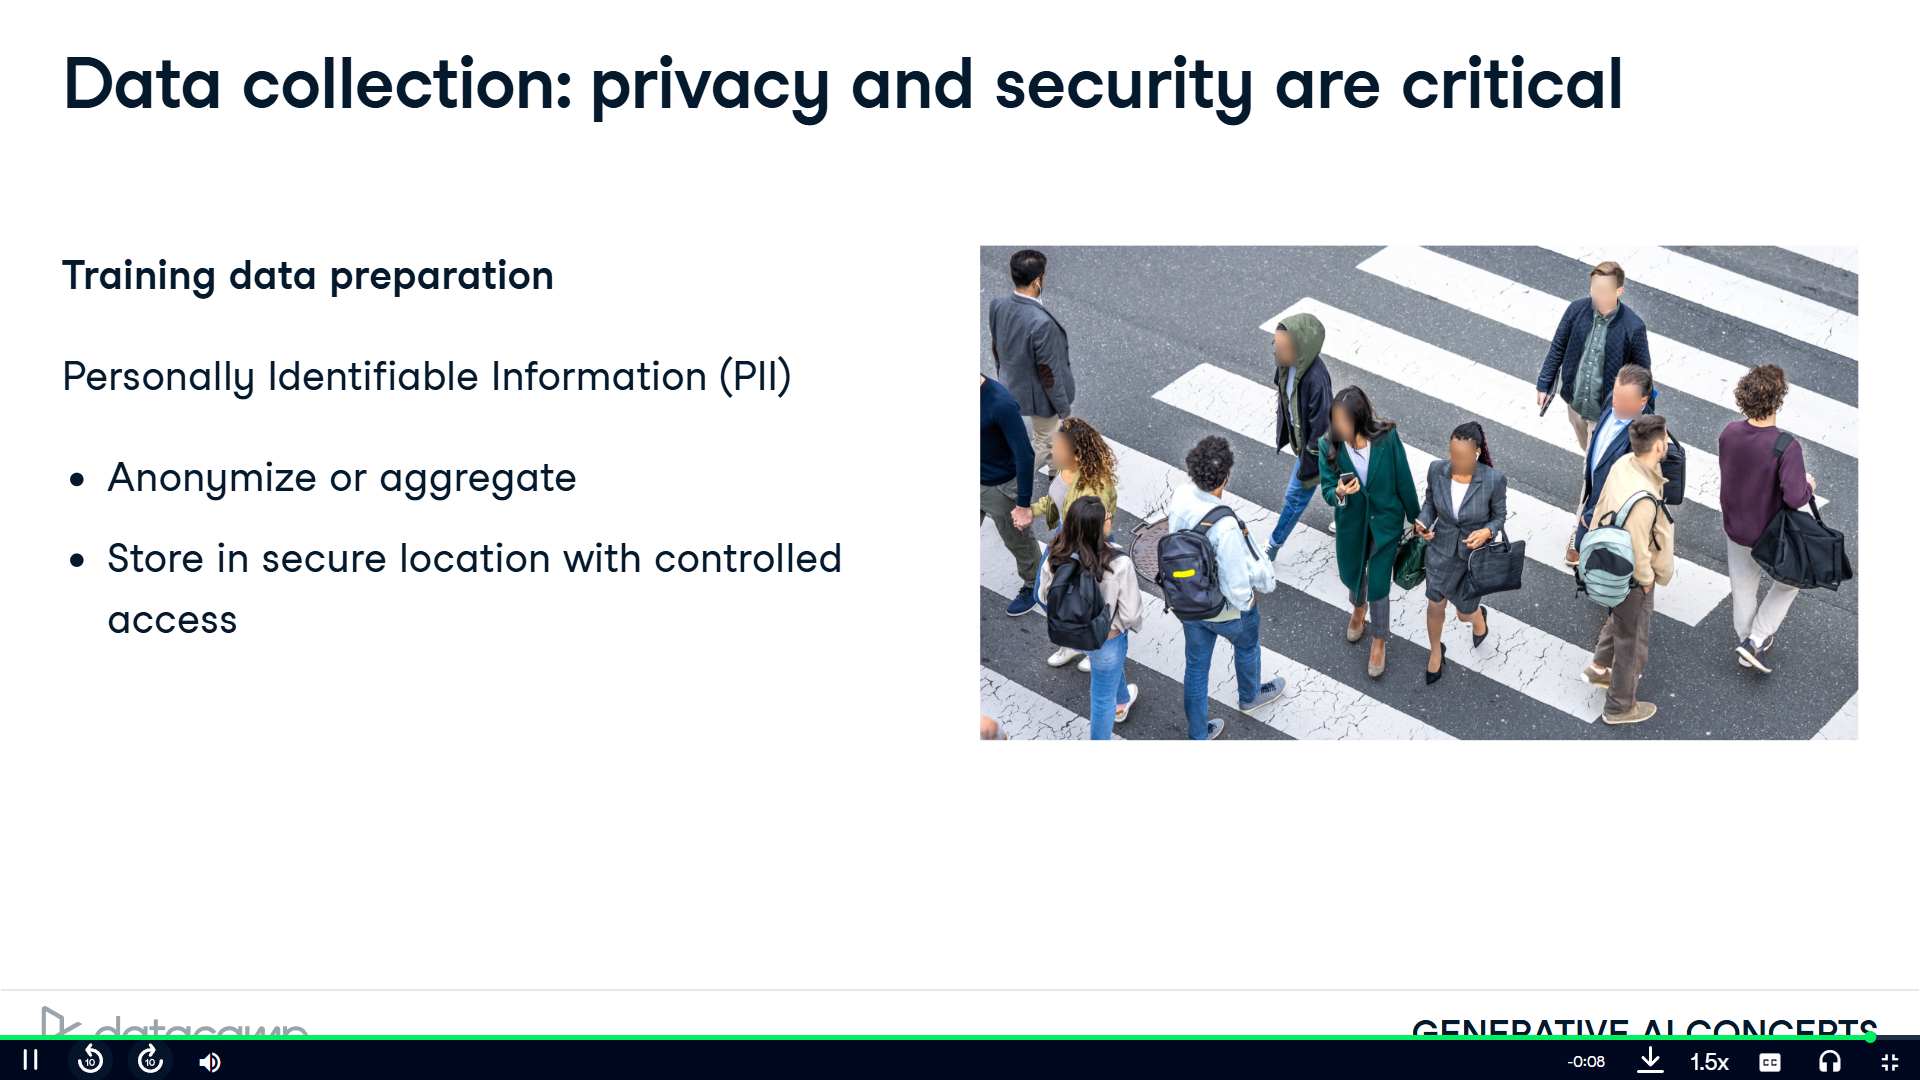 Data collection: privacy and security are critical
Training data preparation
Personally Identifiable Information (PII)
• Anonymize or aggregate
• Store in secure location with controlled
access
datacamp
GENERATIVE AI CONCEPTS
10
10
-0:08
1.5x
CC